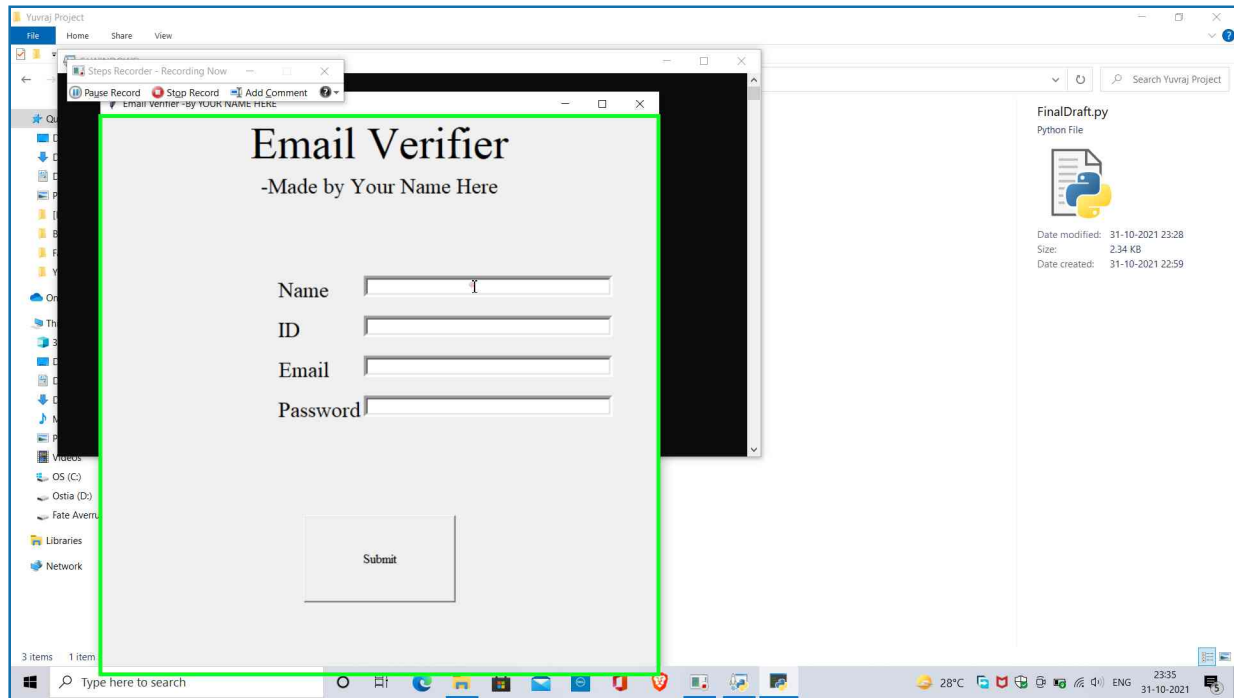 Yuvraj Project
File Home Share View
Steps Recorder - Recording Now
Pause Record Stop Record Add Comment
Search Yuvraj Project
Email Verifier -By YOUR NAME HERE
Email Verifier
-Made by Your Name Here
Name
ID
Email
Password
Submit
FinalDraft.py
Python File
Date modified: 31-10-2021 23:28
Size: 2.34 KB
Date created: 31-10-2021 22:59
Videos
OS (C:)
Ostia (D:)
Fate Averru
Libraries
Network
3 items 1 item
Type here to search
28°C ENG 23:35
31-10-2021
5